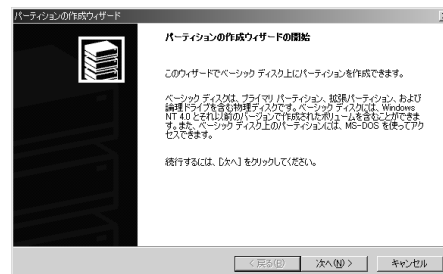 パーティションの作成ウィザード
パーティションの作成ウィザードの開始
このウィザードでベーシック ディスク上にパーティションを作成できます。
ベーシック ディスクは、プライマリ パーティション、拡張パーティション、および
論理ドライブを含む物理ディスクです。ベーシック ディスクには、Windows
NT 4.0 とそれ以前のバージョンで作成されたボリュームを含むことができま
す。また、ベーシック ディスク上のパーティションには、MS-DOS を使ってアク
セスできます。
続行するには、[次へ] をクリックしてください。
< 戻る(B)
次へ(N) >
キャンセル